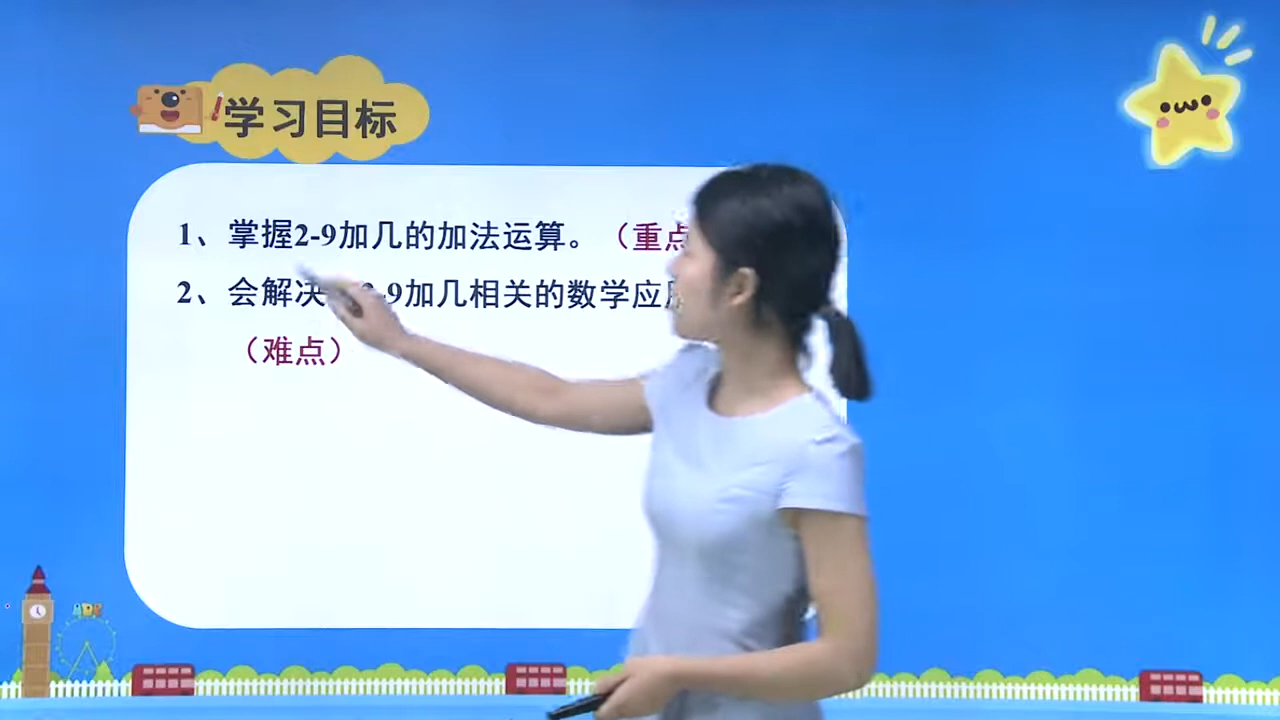 学习目标
1、掌握2-9加几的加法运算。（重点
2、会解决 2-9加几相关的数学应
（难点）